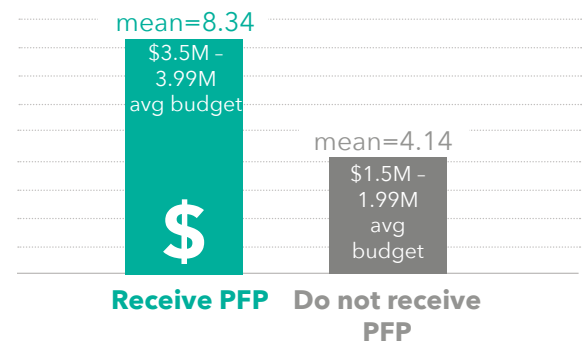 mean=8.34
$3.5M –
3.99M
avg budget
$
Receive PFP
mean=4.14
$1.5M –
1.99M
avg
budget
Do not receive
PFP